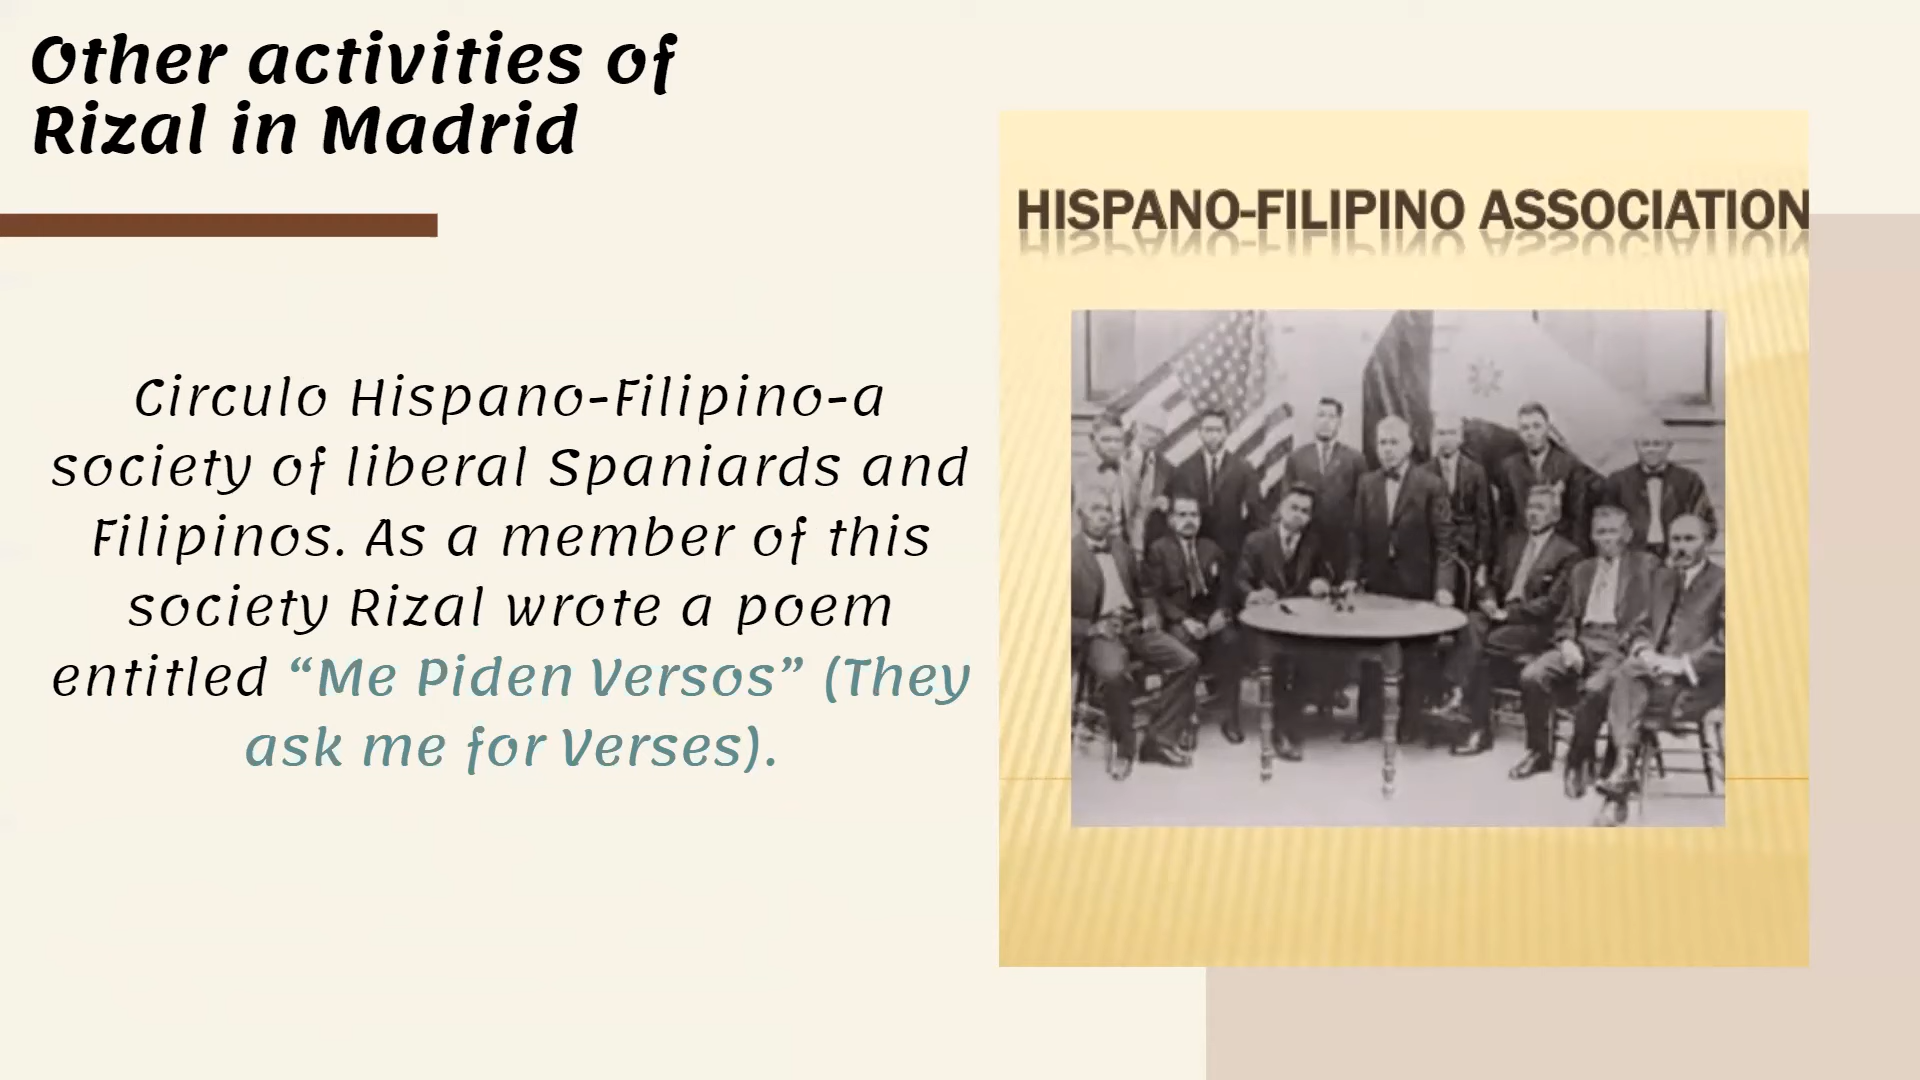 Other activities of
Rizal in Madrid
HISPANO-FILIPINO ASSOCIATION
Circulo Hispano-Filipino-a
society of liberal Spaniards and
Filipinos. As a member of this
society Rizal wrote a poem
entitled “Me Piden Versos” (They
ask me for Verses).